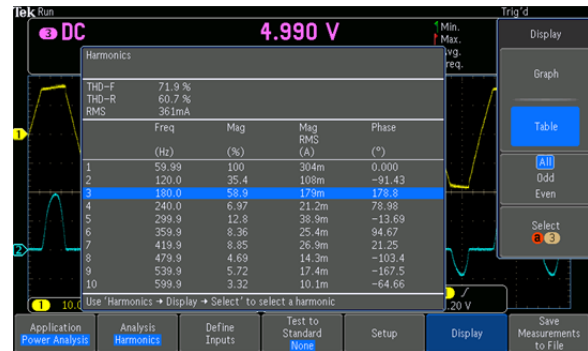 Tek Run Trig'd
3 DC 4.990 V
Min.
Max.
vg.
req.
Display
Harmonics
Graph
THD-F 71.9 %
THD-R 60.7 %
RMS 361mA
Table
Freq Mag Mag Phase
RMS
(Hz) (%) (A) (°)
1 59.99 100 304m 0.000
2 120.0 35.4 108m -91.43
3 180.0 58.9 179m 178.8
4 240.0 6.97 21.2m 78.98
5 299.9 12.8 38.9m -13.69
6 359.9 8.36 25.4m 94.67
7 419.9 8.85 26.9m 21.25
8 479.9 4.69 14.3m -103.4
9 539.9 5.72 17.4m -167.5
10 599.9 3.32 10.1m -64.66
All
Odd
Even
Select
a 3
1
2
Use 'Harmonics → Display → Select' to select a harmonic
1 10.0
.20 V
Application
Power Analysis
Analysis
Harmonics
Define
Inputs
Test to
Standard
None
Setup
Display
Save
Measurements
to File